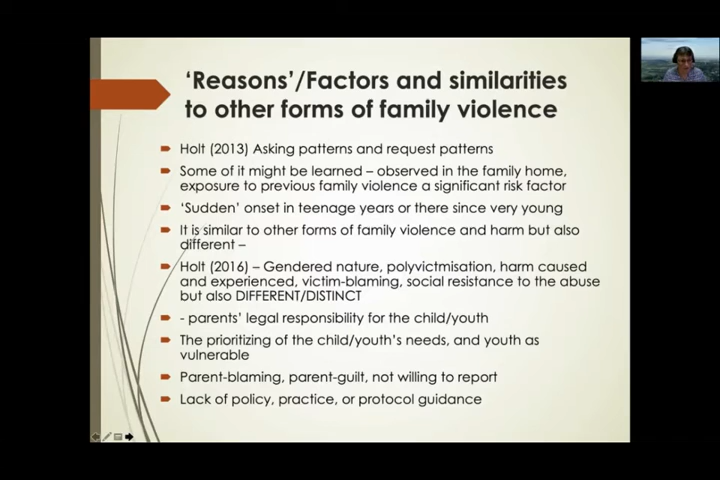 ‘Reasons’/Factors and similarities
to other forms of family violence
Holt (2013) Asking patterns and request patterns
Some of it might be learned – observed in the family home,
exposure to previous family violence a significant risk factor
‘Sudden’ onset in teenage years or there since very young
It is similar to other forms of family violence and harm but also
different –
Holt (2016) – Gendered nature, polyvictmisation, harm caused
and experienced, victim-blaming, social resistance to the abuse
but also DIFFERENT/DISTINCT
- parents’ legal responsibility for the child/youth
The prioritizing of the child/youth’s needs, and youth as
vulnerable
Parent-blaming, parent-guilt, not willing to report
Lack of policy, practice, or protocol guidance